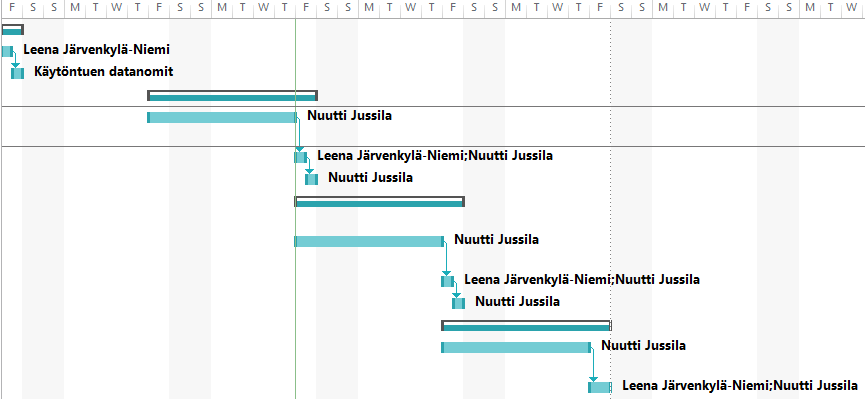 F S S M T W T F S S M T W T F S S M T W T F S S M T W T F S S M T W T F S S M T W
Leena Järvenkylä-Niemi
Käytöntuen datanomit
Nuutti Jussila
Leena Järvenkylä-Niemi;Nuutti Jussila
Nuutti Jussila
Nuutti Jussila
Leena Järvenkylä-Niemi;Nuutti Jussila
Nuutti Jussila
Nuutti Jussila
Leena Järvenkylä-Niemi;Nuutti Jussila